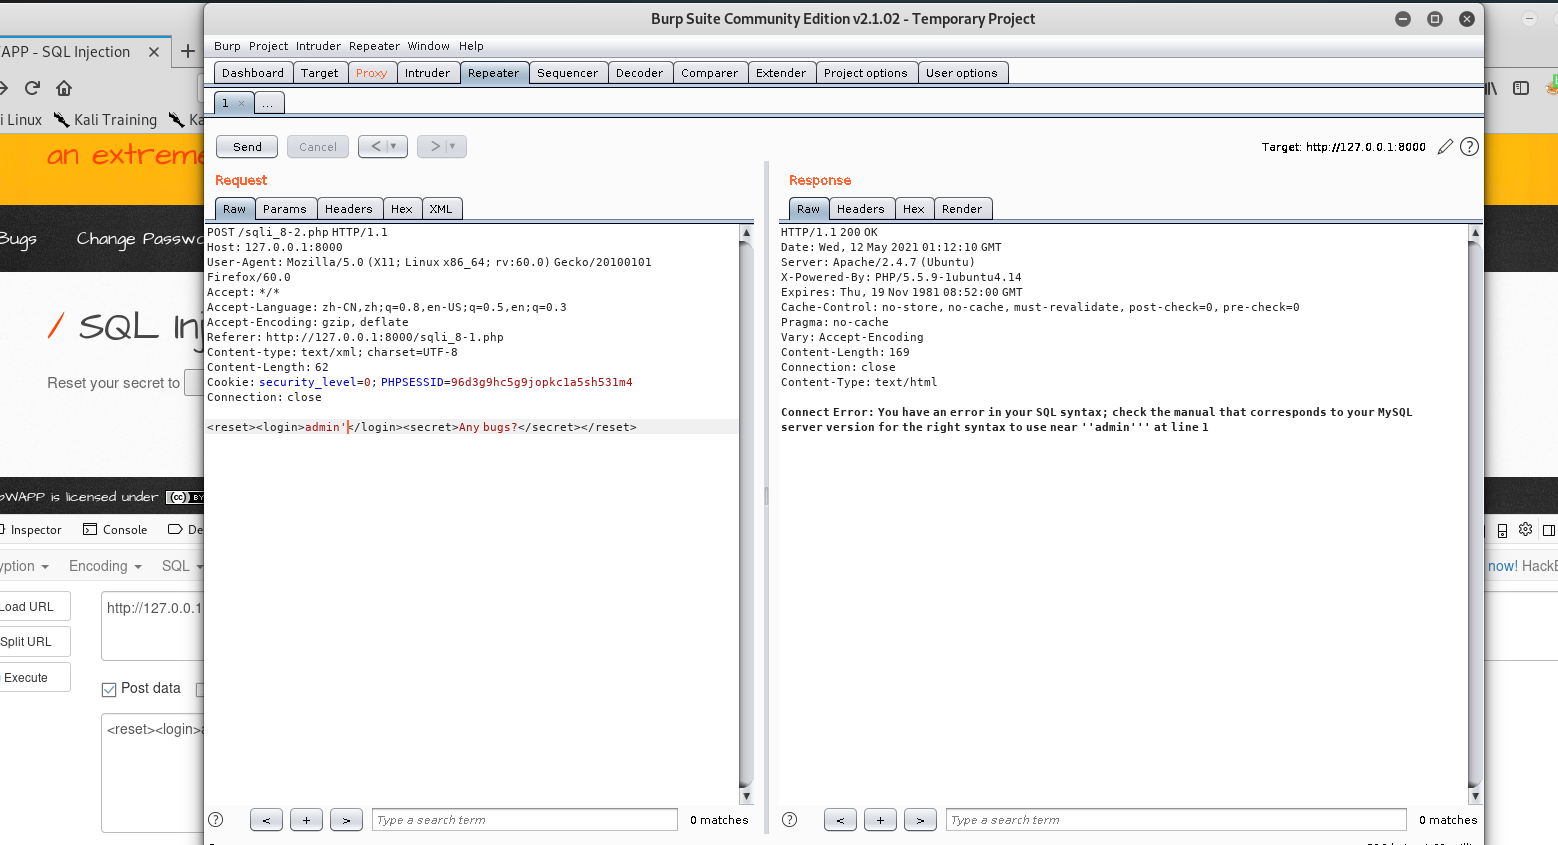 Burp Suite Community Edition v2.1.02 - Temporary Project
APP - SQL Injection
Burp Project Intruder Repeater Window Help
Dashboard Target Proxy Intruder Repeater Sequencer Decoder Comparer Extender Project options User options
1 × ...
i Linux Kali Training Ka
Send Cancel < >
Target: http://127.0.0.1:8000
an extreme
Request
Raw Params Headers Hex XML
POST /sqli_8-2.php HTTP/1.1
Host: 127.0.0.1:8000
User-Agent: Mozilla/5.0 (X11; Linux x86_64; rv:60.0) Gecko/20100101
Firefox/60.0
Accept: */*
Accept-Language: zh-CN,zh;q=0.8,en-US;q=0.5,en;q=0.3
Accept-Encoding: gzip, deflate
Referer: http://127.0.0.1:8000/sqli_8-1.php
Content-type: text/xml; charset=UTF-8
Content-Length: 62
Cookie: security_level=0; PHPSESSID=96d3g9hc5g9jopkc1a5sh531m4
Connection: close
<reset><login>admin'</login><secret>Any bugs?</secret></reset>
Response
Raw Headers Hex Render
HTTP/1.1 200 OK
Date: Wed, 12 May 2021 01:12:10 GMT
Server: Apache/2.4.7 (Ubuntu)
X-Powered-By: PHP/5.5.9-1ubuntu4.14
Expires: Thu, 19 Nov 1981 08:52:00 GMT
Cache-Control: no-store, no-cache, must-revalidate, post-check=0, pre-check=0
Pragma: no-cache
Vary: Accept-Encoding
Content-Length: 169
Connection: close
Content-Type: text/html
Connect Error: You have an error in your SQL syntax; check the manual that corresponds to your MySQL
server version for the right syntax to use near ''admin''' at line 1
Bugs Change Passwo
/ SQL Inj
Reset your secret to
WAPP is licensed under BY
Inspector Console De
yption Encoding SQL
now! HackB
Load URL
http://127.0.0.1
Split URL
Execute
Post data
<reset><login>a
< + > Type a search term 0 matches
< + > Type a search term 0 matches